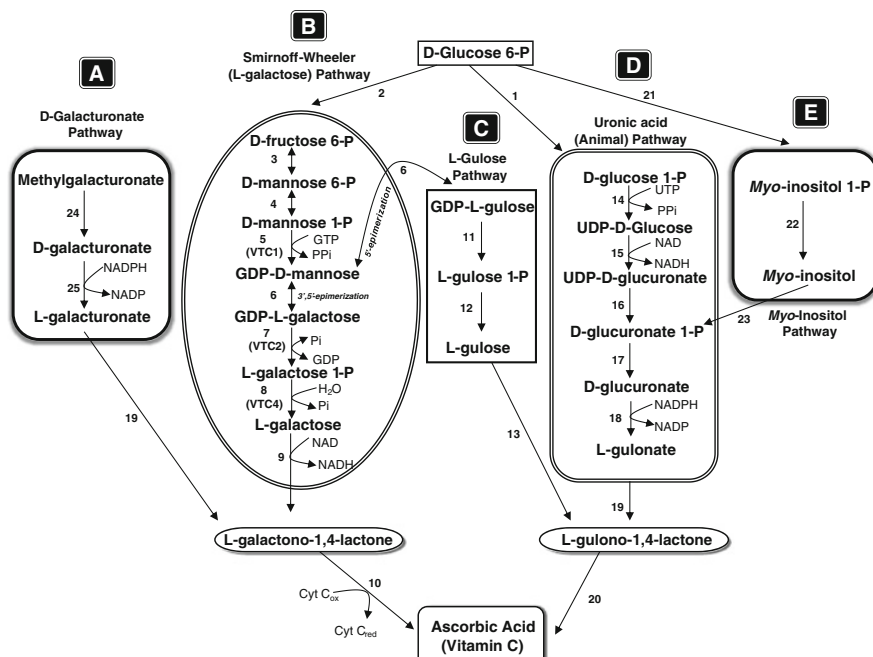 B
Smirnoff-Wheeler
(L-galactose) Pathway
D-Glucose 6-P
D
A
2
1
21
D-Galacturonate
Pathway
C
L-Gulose
Pathway
Uronic acid
(Animal) Pathway
E
Methylgalacturonate
24
D-galacturonate
25
NADPH
NADP
L-galacturonate
D-fructose 6-P
3
D-mannose 6-P
4
D-mannose 1-P
5
(VTC1)
GTP
PPi
GDP-D-mannose
6
3',5'-epimerization
GDP-L-galactose
7
(VTC2)
Pi
GDP
L-galactose 1-P
8
(VTC4)
H2O
Pi
L-galactose
9
NAD
NADH
6
5'-epimerization
GDP-L-gulose
11
L-gulose 1-P
12
L-gulose
D-glucose 1-P
14
UTP
PPi
UDP-D-Glucose
15
NAD
NADH
UDP-D-glucuronate
16
D-glucuronate 1-P
17
D-glucuronate
18
NADPH
NADP
L-gulonate
Myo-inositol 1-P
22
Myo-inositol
23
Myo-Inositol
Pathway
19
13
19
L-galactono-1,4-lactone
L-gulono-1,4-lactone
10
Cyt Cox
Cyt Cred
20
Ascorbic Acid
(Vitamin C)